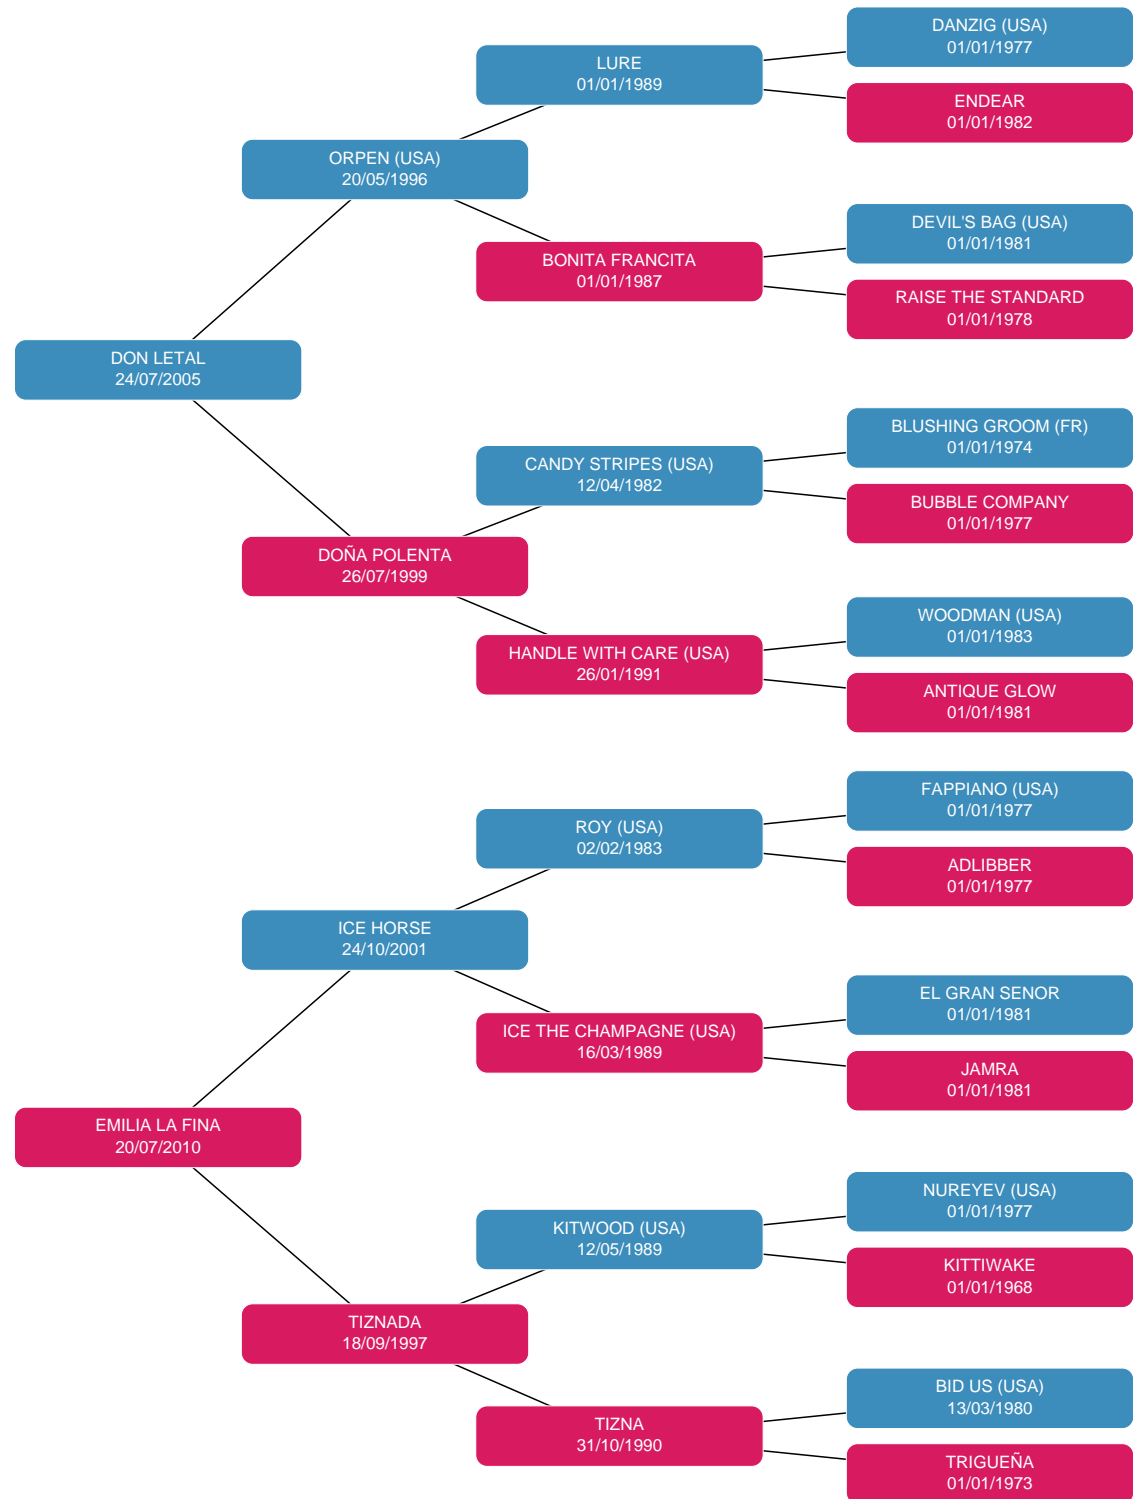 DANZIG (USA)
01/01/1977
LURE
01/01/1989
ENDEAR
01/01/1982
ORPEN (USA)
20/05/1996
DEVIL'S BAG (USA)
01/01/1981
BONITA FRANCITA
01/01/1987
RAISE THE STANDARD
01/01/1978
DON LETAL
24/07/2005
BLUSHING GROOM (FR)
01/01/1974
CANDY STRIPES (USA)
12/04/1982
BUBBLE COMPANY
01/01/1977
DOÑA POLENTA
26/07/1999
WOODMAN (USA)
01/01/1983
HANDLE WITH CARE (USA)
26/01/1991
ANTIQUE GLOW
01/01/1981
FAPPIANO (USA)
01/01/1977
ROY (USA)
02/02/1983
ADLIBBER
01/01/1977
ICE HORSE
24/10/2001
EL GRAN SENOR
01/01/1981
ICE THE CHAMPAGNE (USA)
16/03/1989
JAMRA
01/01/1981
EMILIA LA FINA
20/07/2010
NUREYEV (USA)
01/01/1977
KITWOOD (USA)
12/05/1989
KITTIWAKE
01/01/1968
TIZNADA
18/09/1997
BID US (USA)
13/03/1980
TIZNA
31/10/1990
TRIGUEÑA
01/01/1973